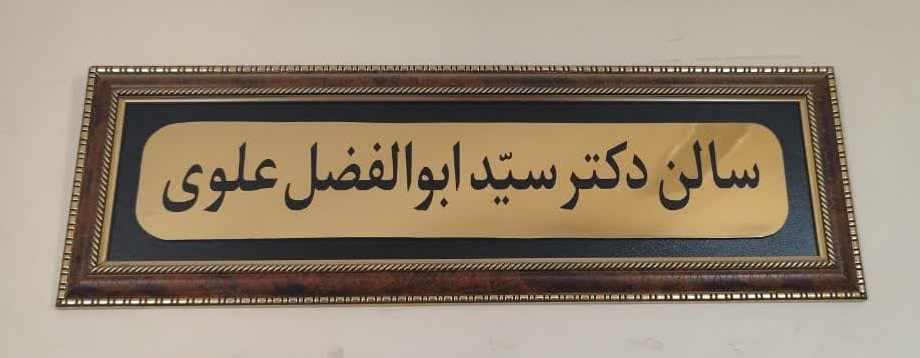 سالن دکتر سیّد ابوالفضل علوی